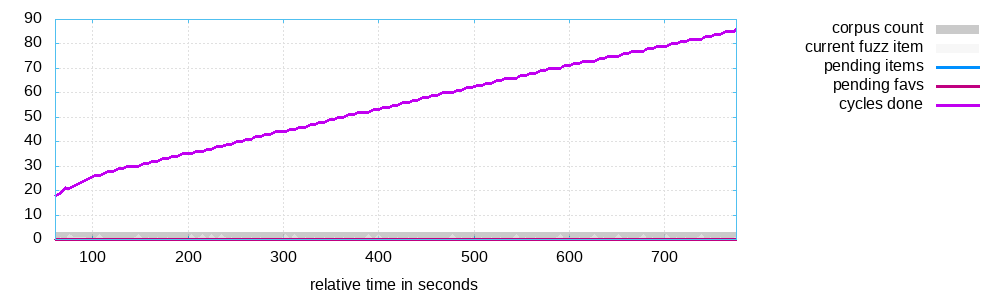 90
80
70
60
50
40
30
20
10
0
100 200 300 400 500 600 700
relative time in seconds
corpus count
current fuzz item
pending items
pending favs
cycles done